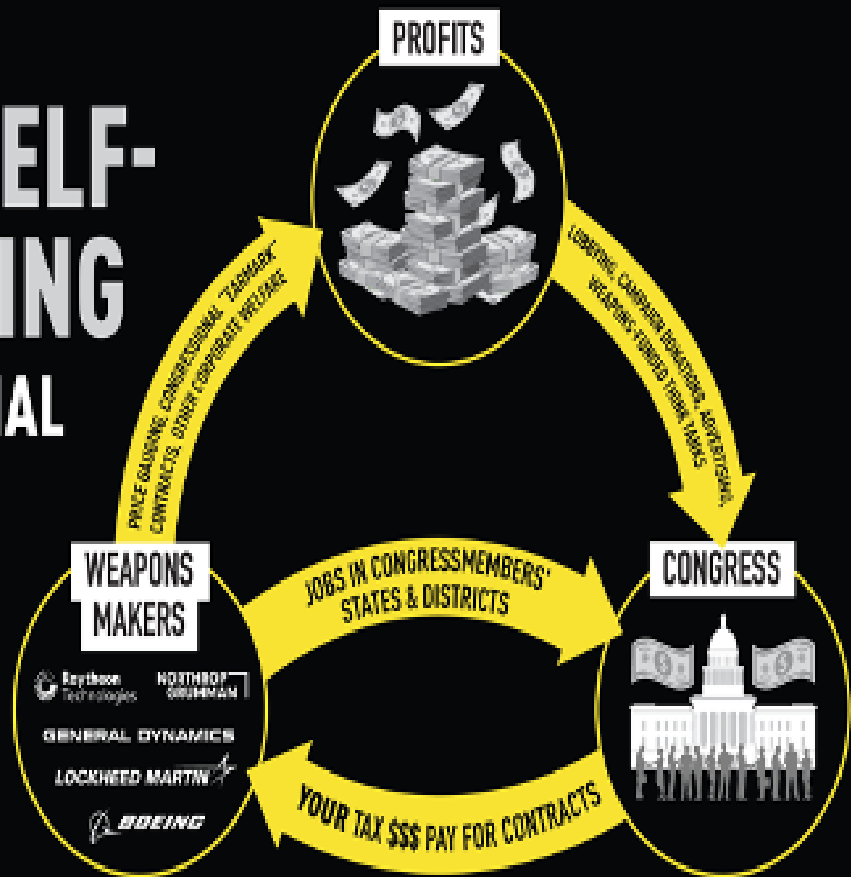 PROFITS
ELF-
ING
IAL
PRICE GAUGING, CONGRESSIONAL "EARMARK"
CONTRACTS, OTHER CORPORATE WELFARE
LOBBYING, CAMPAIGN DONATIONS, ADVERTISING,
WEAPONS-FUNDED THINK TANKS
WEAPONS
MAKERS
JOBS IN CONGRESSMEMBERS'
STATES & DISTRICTS
CONGRESS
Raytheon
Technologies
NORTHROP
GRUMMAN
GENERAL DYNAMICS
LOCKHEED MARTIN
BOEING
YOUR TAX $$$ PAY FOR CONTRACTS